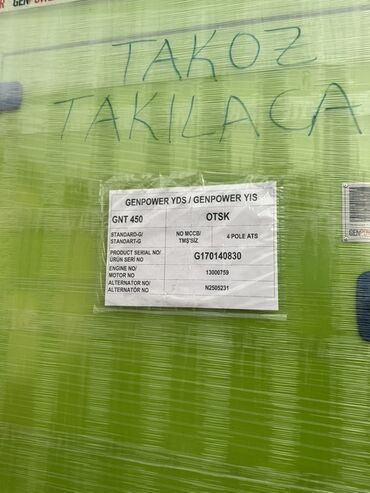 GENPOWER
TAKOZ
TAKILACA
GENPOWER YDS / GENPOWER YIS
GNT 450 OTSK
STANDARD-G/ STANDART-G NO MCCB/ TMŞ'SİZ 4 POLE ATS
PRODUCT SERIAL NO/ ÜRÜN SERİ NO G170140830
ENGINE NO/ MOTOR NO 13000759
ALTERNATOR NO/ ALTERNATÖR NO N2505231